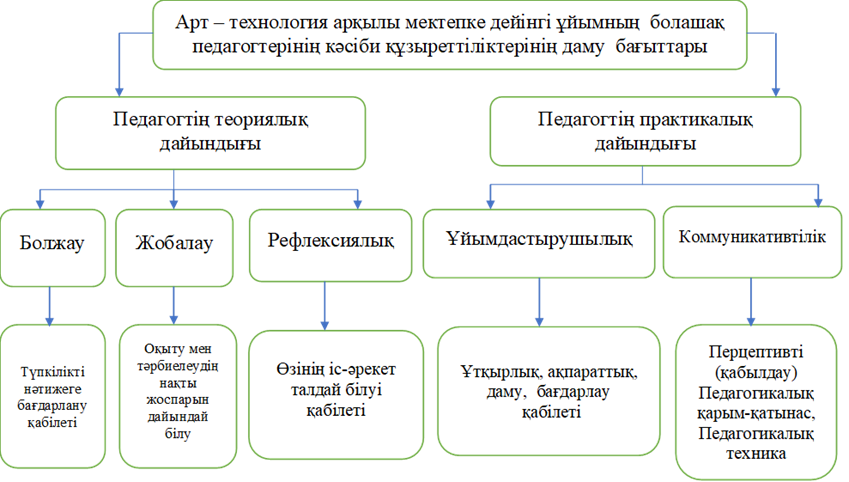 Арт – технология арқылы мектепке дейінгі ұйымның болашақ
педагогтерінің кәсіби құзыреттіліктерінің даму бағыттары
Педагогтің теориялық
дайындығы
Педагогтің практикалық
дайындығы
Болжау
Жобалау
Рефлексиялық
Ұйымдастырушылық
Коммуникативтілік
Түпкілікті
нәтижеге
бағдарлану
қабілеті
Оқыту мен
тәрбиелеудің
нақты
жоспарын
дайындай
білу
Өзінің іс-әрекет
талдай білуі
қабілеті
Ұтқырлық, ақпараттық,
даму, бағдарлау
қабілеті
Перцептивті
(қабылдау)
Педагогикалық
қарым-қатынас,
Педагогикалық
техника